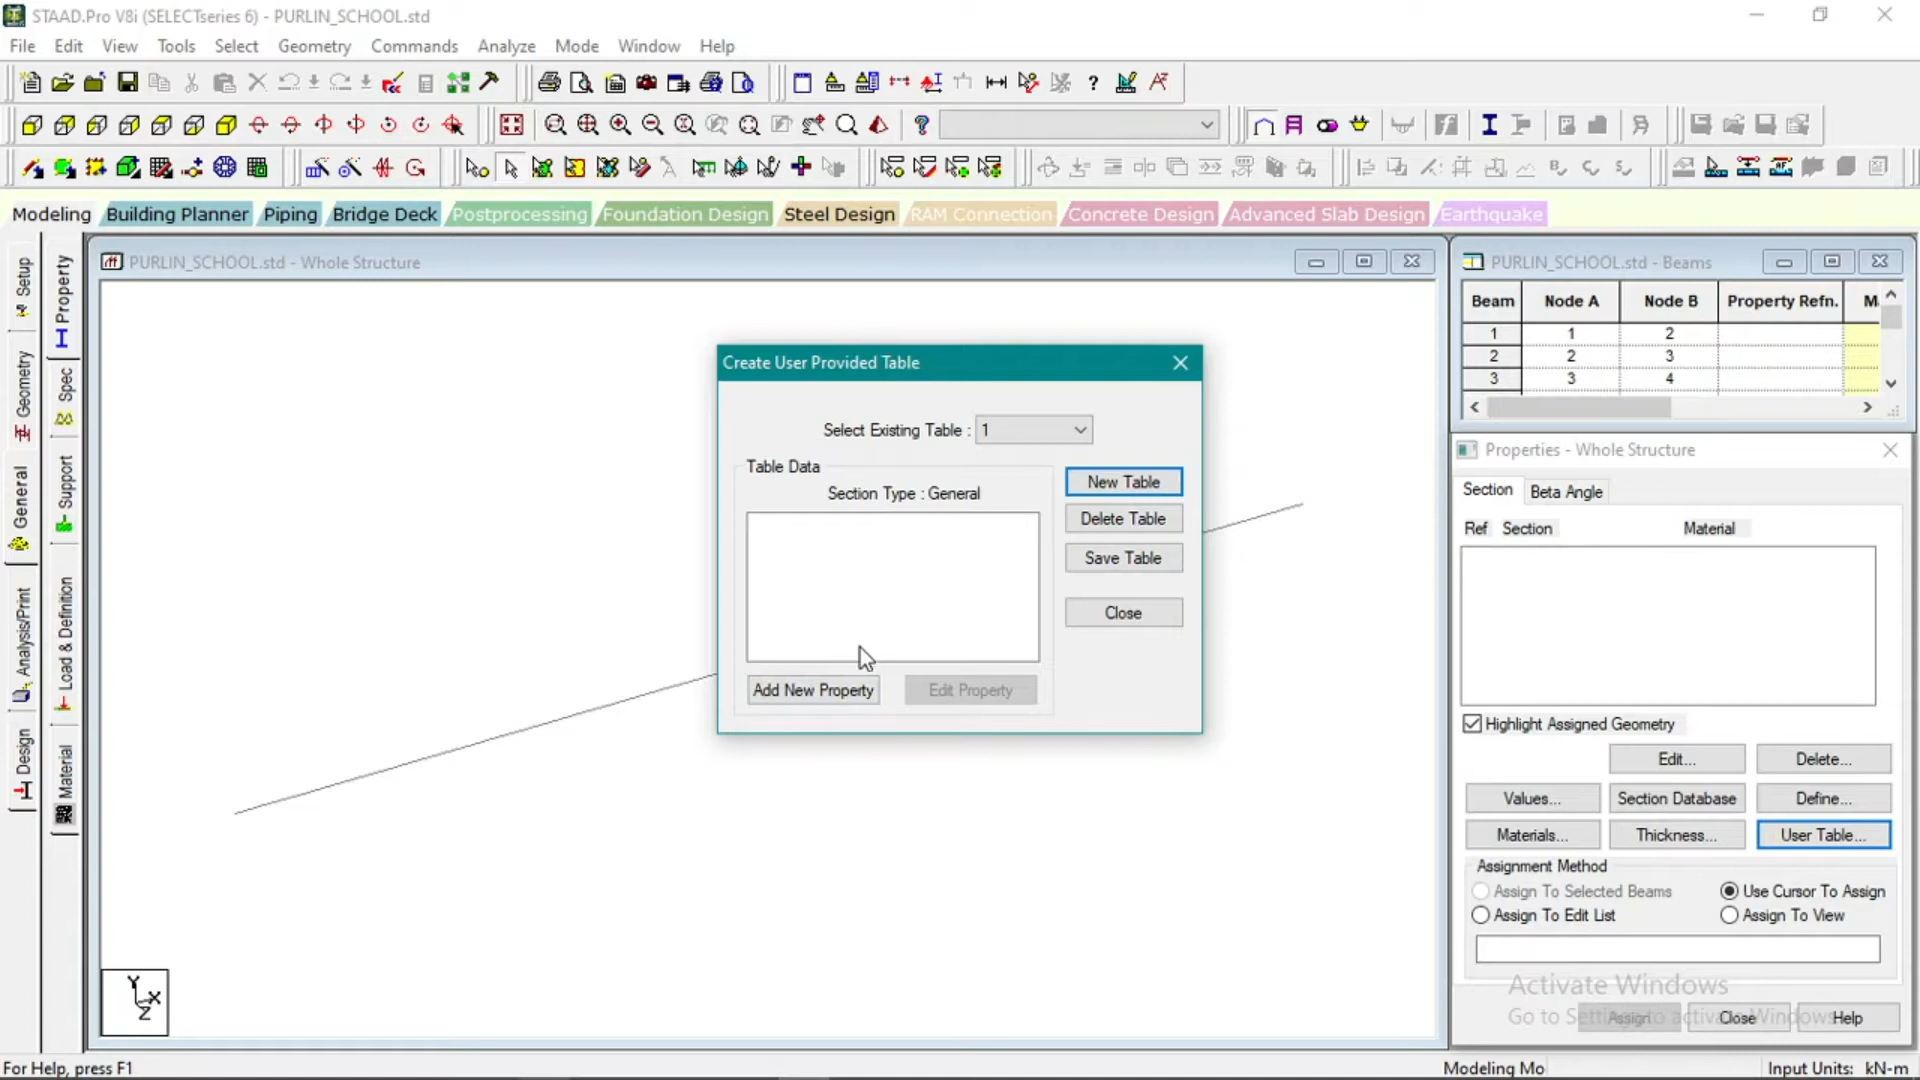 STAAD.Pro V8i (SELECTseries 6) - PURLIN_SCHOOL.std
File Edit View Tools Select Geometry Commands Analyze Mode Window Help
Modeling Building Planner Piping Bridge Deck Postprocessing Foundation Design Steel Design RAM Connection Concrete Design Advanced Slab Design Earthquake
Setup
Geometry
General
Analysis/Print
Design
Property
Spec
Support
Load & Definition
Material
PURLIN_SCHOOL.std - Whole Structure
Create User Provided Table
Select Existing Table : 1
Table Data
Section Type : General
New Table
Delete Table
Save Table
Close
Add New Property Edit Property
Y
X
Z
PURLIN_SCHOOL.std - Beams
Beam Node A Node B Property Refn.
1 1 2
2 2 3
3 3 4
Properties - Whole Structure
Section Beta Angle
Ref Section Material
Highlight Assigned Geometry
Edit... Delete...
Values... Section Database Define...
Materials... Thickness... User Table...
Assignment Method
Assign To Selected Beams Use Cursor To Assign
Assign To Edit List Assign To View
Activate Windows
Go to Settings to activate Windows.
Assign Close Help
For Help, press F1
Modeling Mo Input Units: kN-m